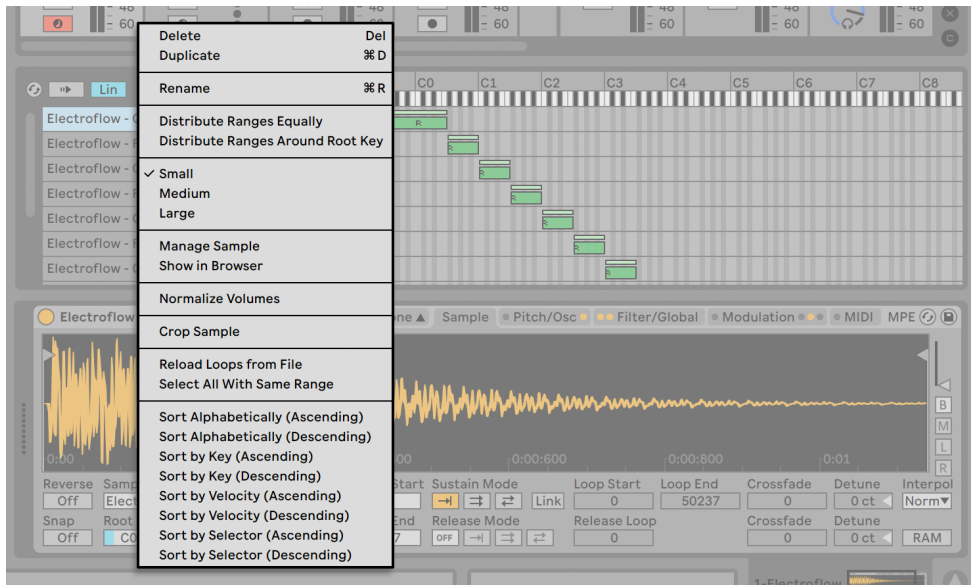 48 48 48 48 48
60 60 60 60 60
C
Delete Del
Duplicate ⌘D
Rename ⌘R
Distribute Ranges Equally
Distribute Ranges Around Root Key
✓ Small
Medium
Large
Manage Sample
Show in Browser
Normalize Volumes
Crop Sample
Reload Loops from File
Select All With Same Range
Sort Alphabetically (Ascending)
Sort Alphabetically (Descending)
Sort by Key (Ascending)
Sort by Key (Descending)
Sort by Velocity (Ascending)
Sort by Velocity (Descending)
Sort by Selector (Ascending)
Sort by Selector (Descending)
Lin C0 C1 C2 C3 C4 C5 C6 C7 C8
Electroflow -
R
Electroflow -
R
Electroflow -
R
Electroflow -
R
Electroflow -
R
Electroflow -
R
Electroflow -
R
Electroflow Sample Pitch/Osc Filter/Global Modulation MIDI MPE
B
M
L
R
0:00 0:00:600 0:00:800 0:01
Reverse Start Sustain Mode Loop Start Loop End Crossfade Detune Interpol
Off Link 0 50237 0 0 ct Norm
Snap Root End Release Mode Release Loop Crossfade Detune
Off C0 7 OFF 0 0 0 ct RAM
1-Electroflow